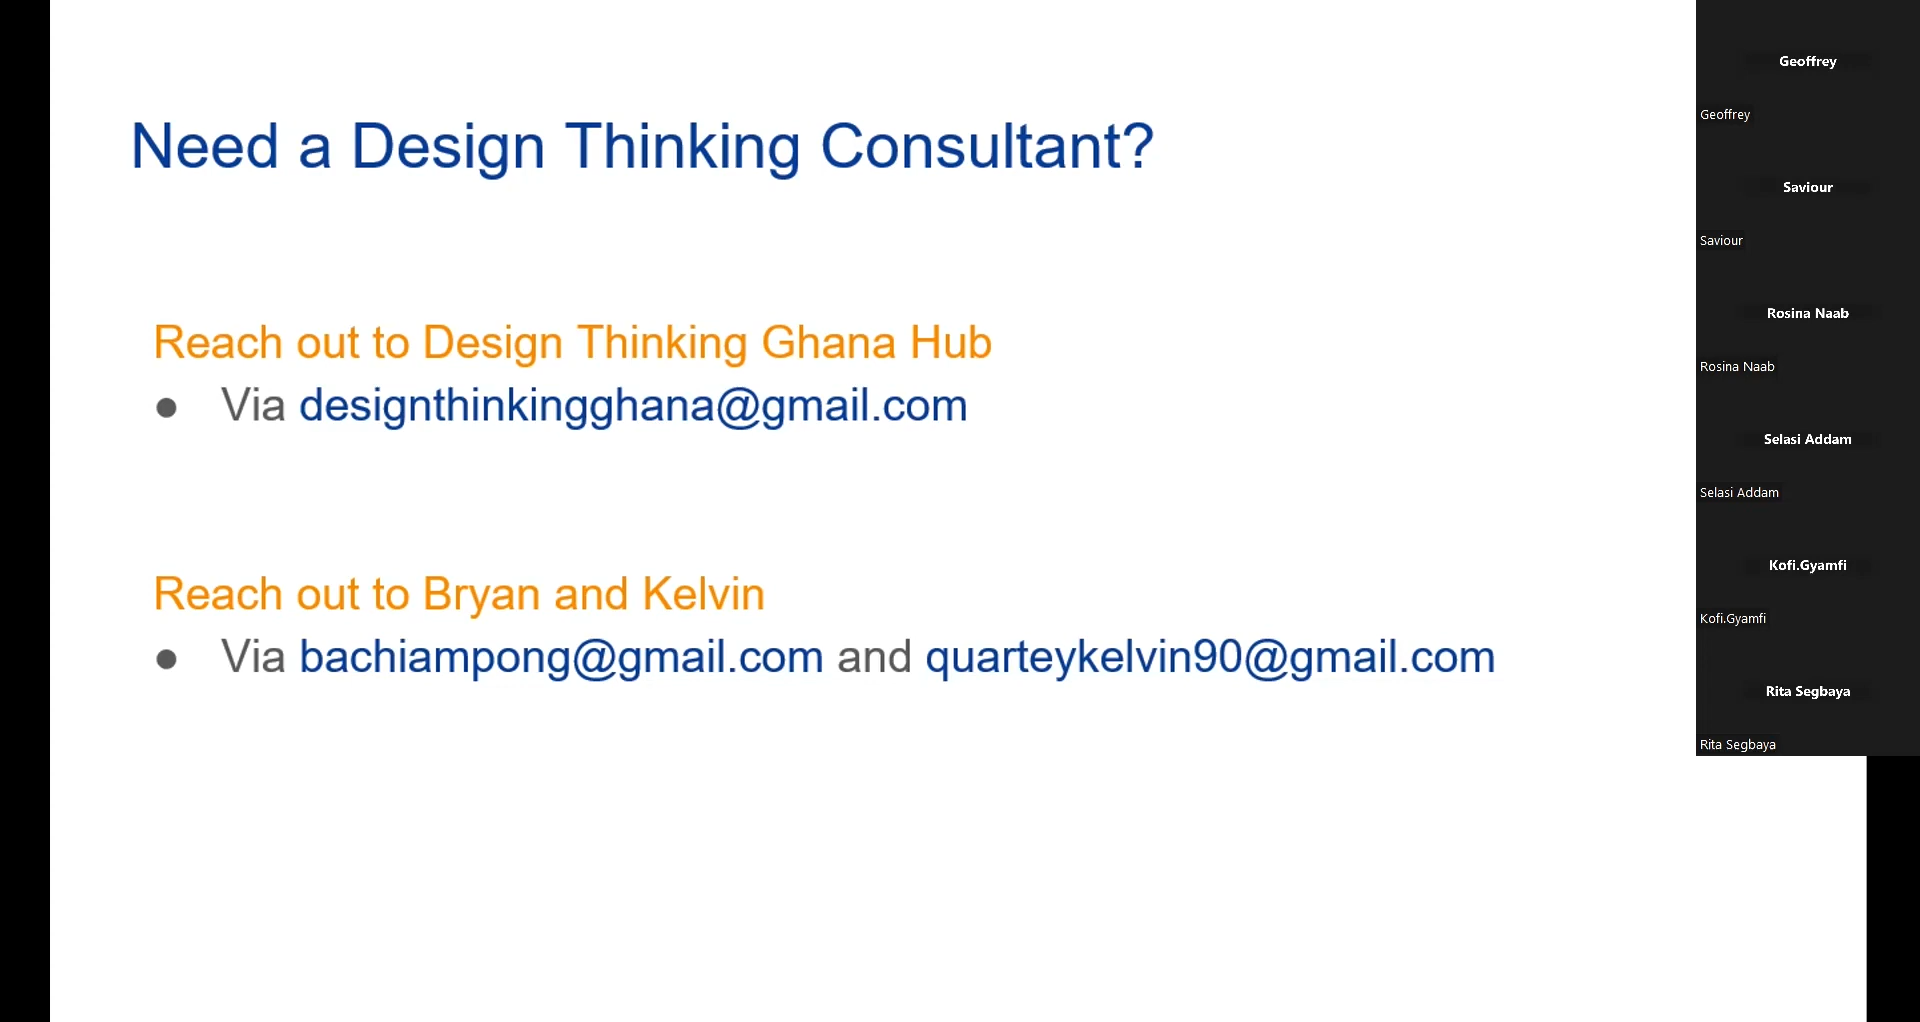 Need a Design Thinking Consultant?
Reach out to Design Thinking Ghana Hub
● Via designthinkingghana@gmail.com
Reach out to Bryan and Kelvin
● Via bachiampong@gmail.com and quarteykelvin90@gmail.com
Geoffrey
Geoffrey
Saviour
Saviour
Rosina Naab
Rosina Naab
Selasi Addam
Selasi Addam
Kofi.Gyamfi
Kofi.Gyamfi
Rita Segbaya
Rita Segbaya